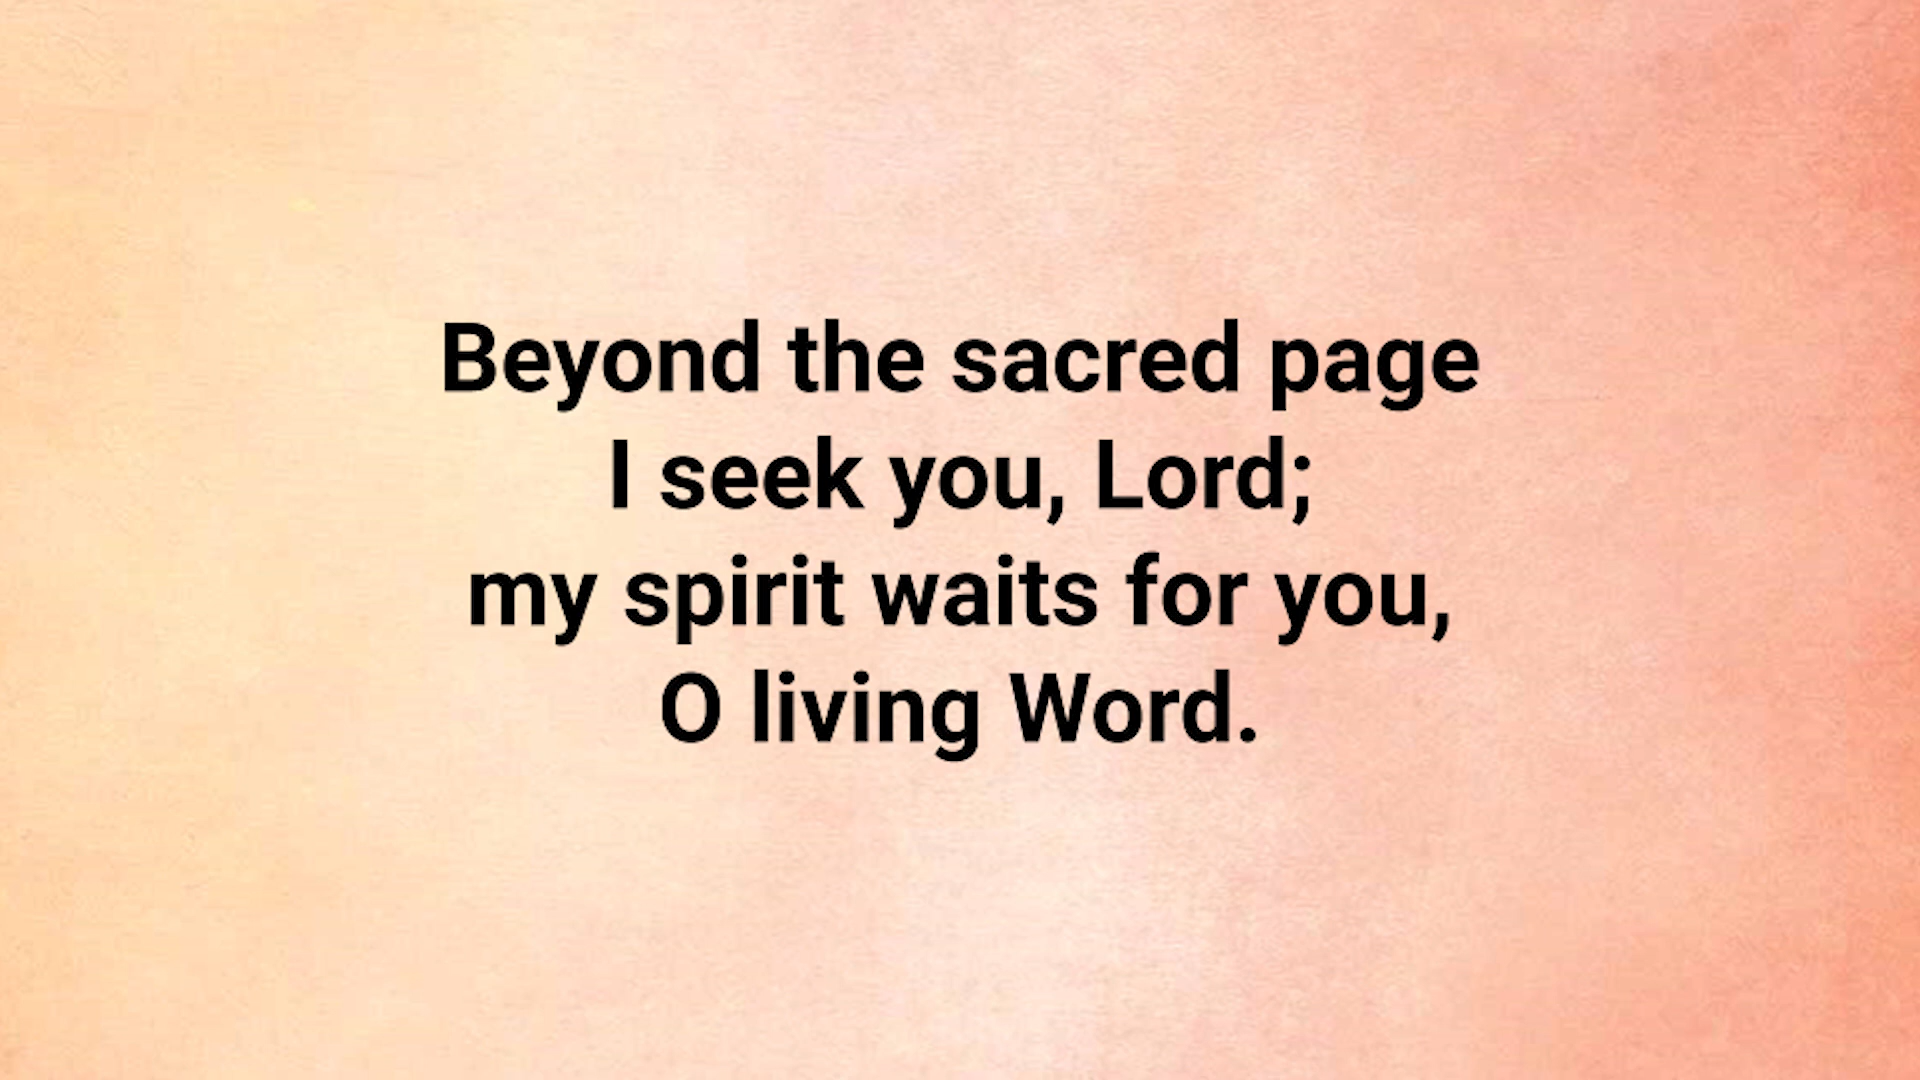 Beyond the sacred page
I seek you, Lord;
my spirit waits for you,
O living Word.